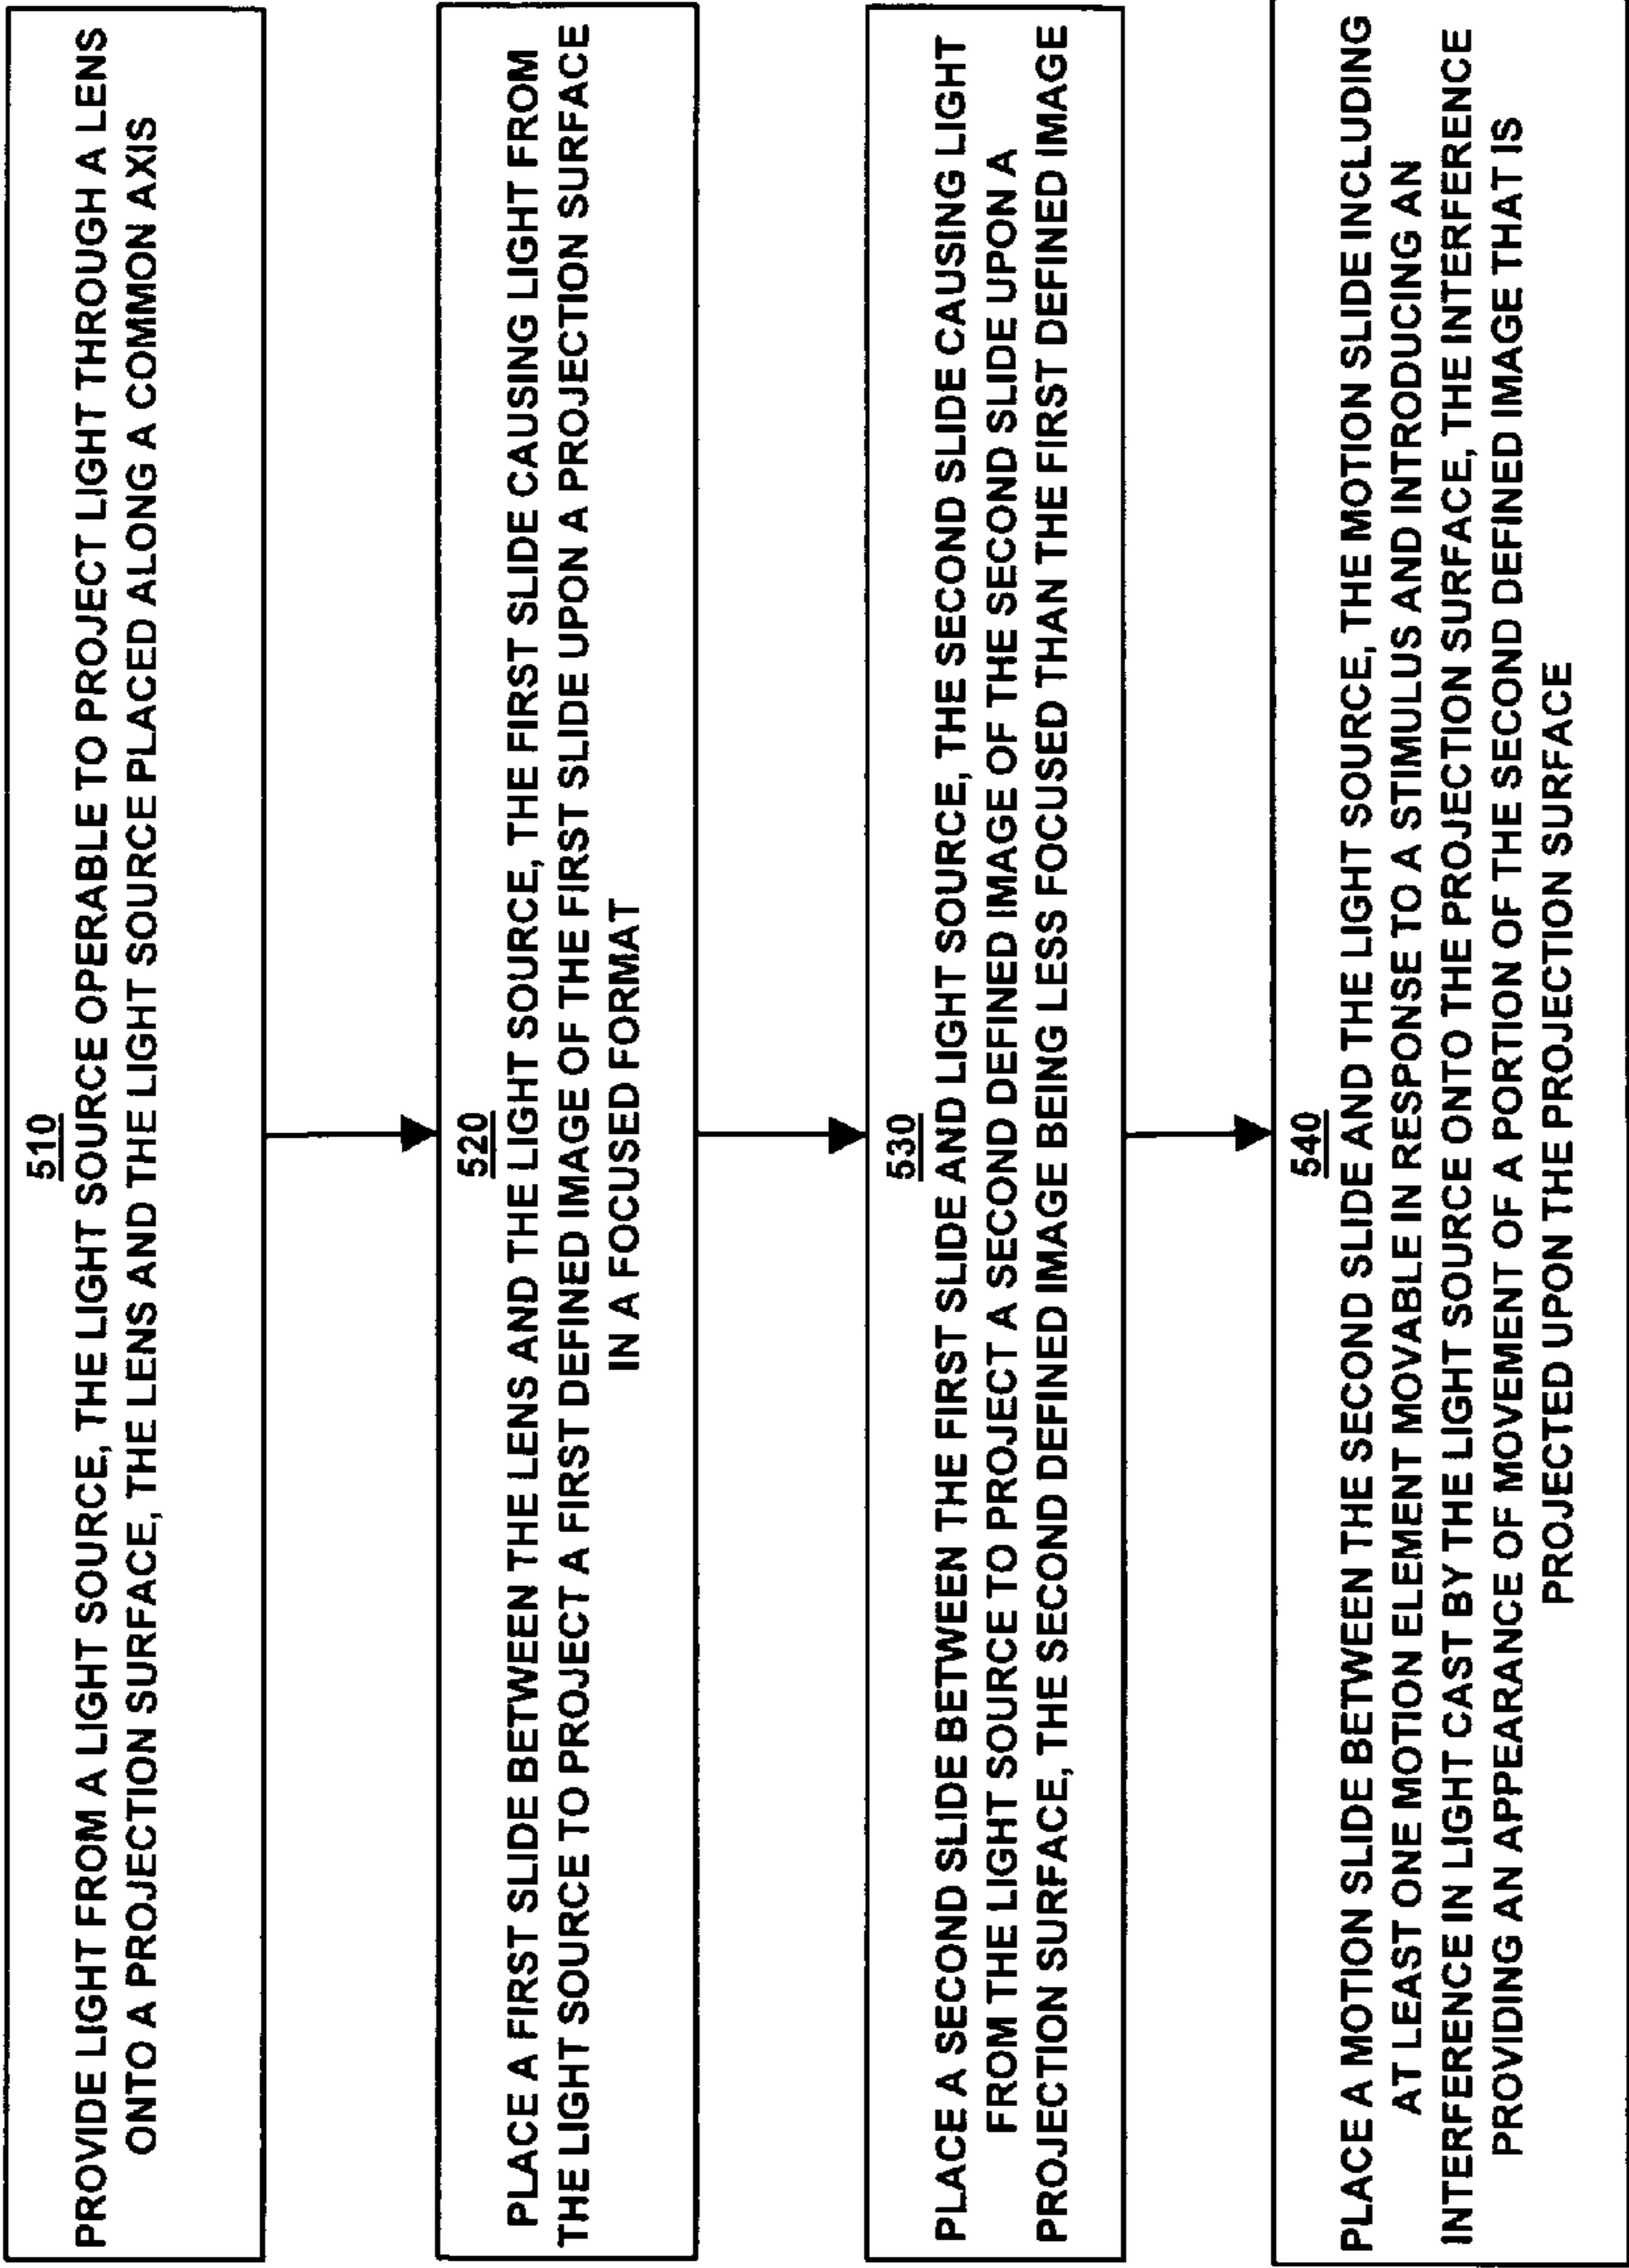 510
PROVIDE LIGHT FROM A LIGHT SOURCE, THE LIGHT SOURCE OPERABLE TO PROJECT LIGHT THROUGH A LENS
ONTO A PROJECTION SURFACE, THE LENS AND THE LIGHT SOURCE PLACED ALONG A COMMON AXIS
520
PLACE A FIRST SLIDE BETWEEN THE LENS AND THE LIGHT SOURCE, THE FIRST SLIDE CAUSING LIGHT FROM
THE LIGHT SOURCE TO PROJECT A FIRST DEFINED IMAGE OF THE FIRST SLIDE UPON A PROJECTION SURFACE
IN A FOCUSED FORMAT
530
PLACE A SECOND SLIDE BETWEEN THE FIRST SLIDE AND LIGHT SOURCE, THE SECOND SLIDE CAUSING LIGHT
FROM THE LIGHT SOURCE TO PROJECT A SECOND DEFINED IMAGE OF THE SECOND SLIDE UPON A
PROJECTION SURFACE, THE SECOND DEFINED IMAGE BEING LESS FOCUSED THAN THE FIRST DEFINED IMAGE
540
PLACE A MOTION SLIDE BETWEEN THE SECOND SLIDE AND THE LIGHT SOURCE, THE MOTION SLIDE INCLUDING
AT LEAST ONE MOTION ELEMENT MOVABLE IN RESPONSE TO A STIMULUS AND INTRODUCING AN
INTERFERENCE IN LIGHT CAST BY THE LIGHT SOURCE ONTO THE PROJECTION SURFACE, THE INTERFERENCE
PROVIDING AN APPEARANCE OF MOVEMENT OF A PORTION OF THE SECOND DEFINED IMAGE THAT IS
PROJECTED UPON THE PROJECTION SURFACE